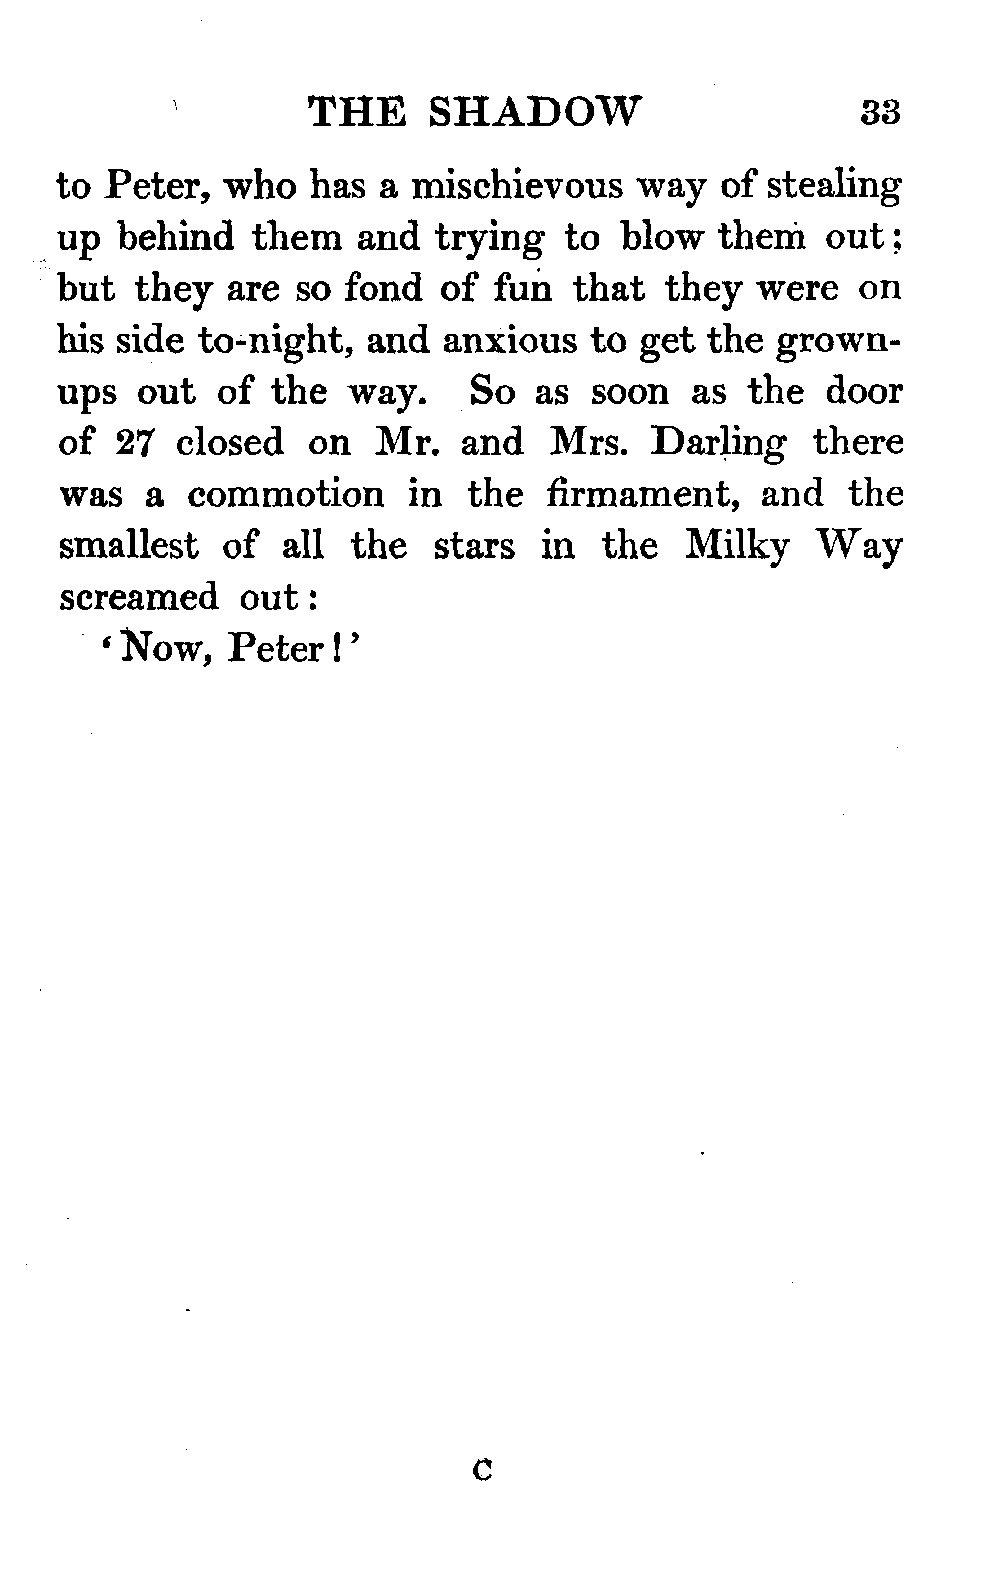 THE SHADOW 33
to Peter, who has a mischievous way of stealing
up behind them and trying to blow them out;
but they are so fond of fun that they were on
his side to-night, and anxious to get the grown-
ups out of the way. So as soon as the door
of 27 closed on Mr. and Mrs. Darling there
was a commotion in the firmament, and the
smallest of all the stars in the Milky Way
screamed out:
‘Now, Peter!’
C